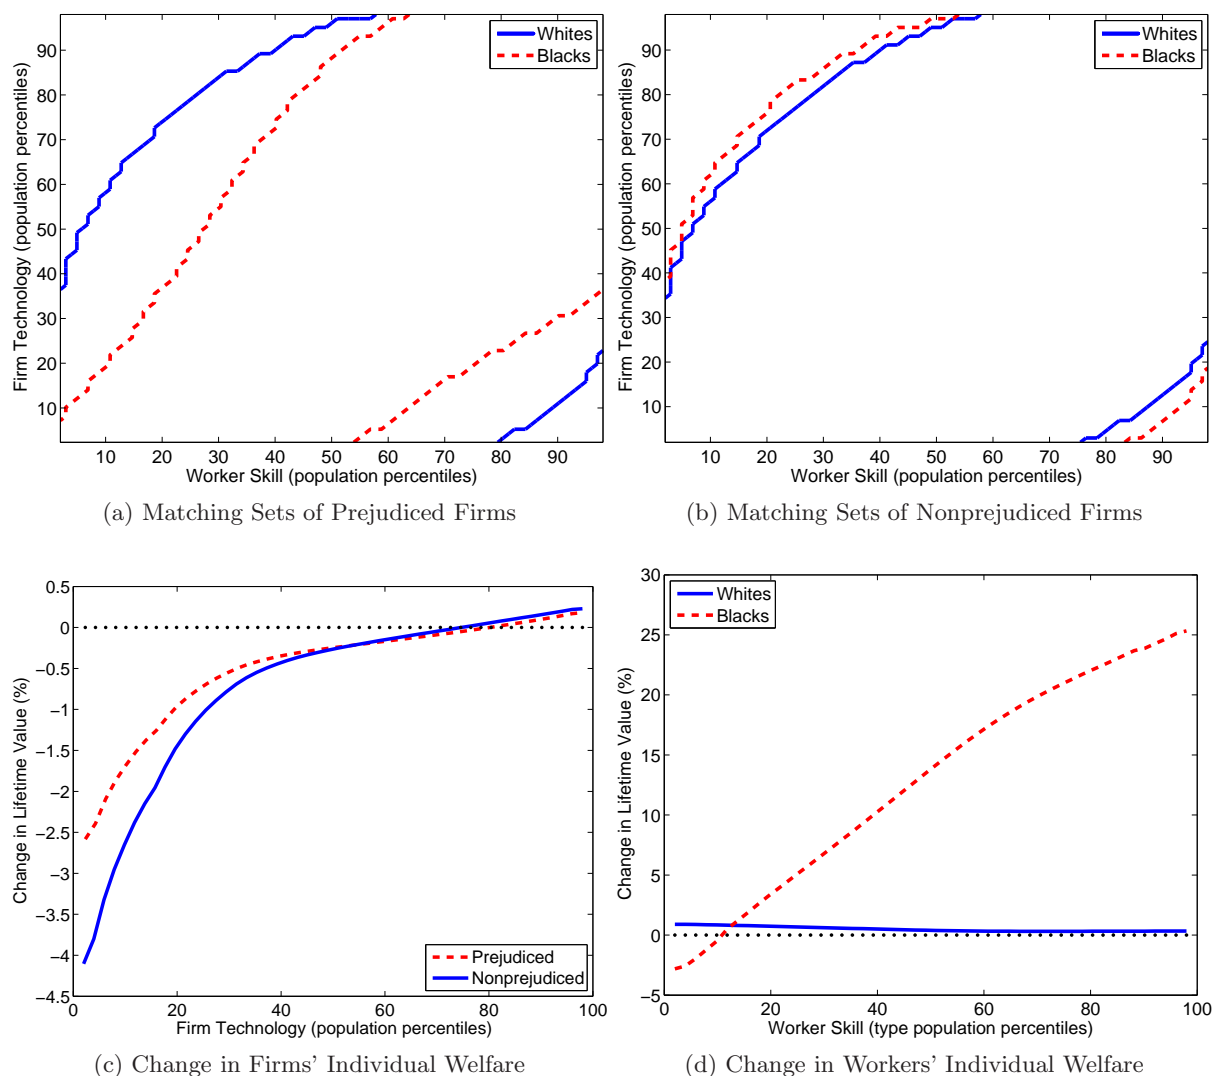 Whites
Blacks
Firm Technology (population percentiles)
90
80
70
60
50
40
30
20
10
10 20 30 40 50 60 70 80 90
Worker Skill (population percentiles)
(a) Matching Sets of Prejudiced Firms
Whites
Blacks
Firm Technology (population percentiles)
90
80
70
60
50
40
30
20
10
10 20 30 40 50 60 70 80 90
Worker Skill (population percentiles)
(b) Matching Sets of Nonprejudiced Firms
Change in Lifetime Value (%)
0.5
0
−0.5
−1
−1.5
−2
−2.5
−3
−3.5
−4
−4.5
Prejudiced
Nonprejudiced
0 20 40 60 80 100
Firm Technology (population percentiles)
(c) Change in Firms' Individual Welfare
Whites
Blacks
Change in Lifetime Value (%)
30
25
20
15
10
5
0
−5
0 20 40 60 80 100
Worker Skill (type population percentiles)
(d) Change in Workers' Individual Welfare